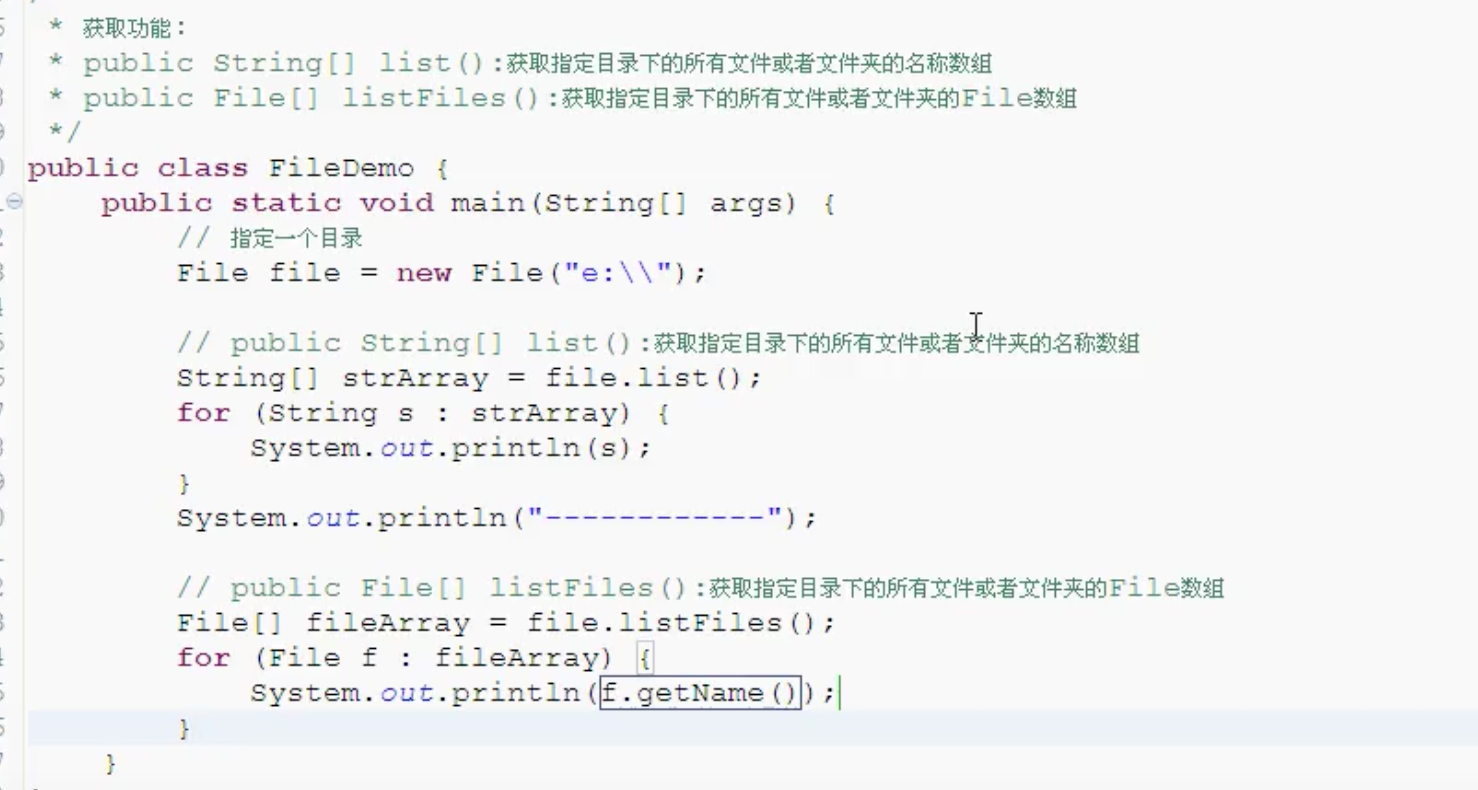 * 获取功能:
* public String[] list():获取指定目录下的所有文件或者文件夹的名称数组
* public File[] listFiles():获取指定目录下的所有文件或者文件夹的File数组
*/
public class FileDemo {
public static void main(String[] args) {
// 指定一个目录
File file = new File("e:\\");
// public String[] list():获取指定目录下的所有文件或者文件夹的名称数组
String[] strArray = file.list();
for (String s : strArray) {
System.out.println(s);
}
System.out.println("------------");
// public File[] listFiles():获取指定目录下的所有文件或者文件夹的File数组
File[] fileArray = file.listFiles();
for (File f : fileArray) {
System.out.println(f.getName());
}
}